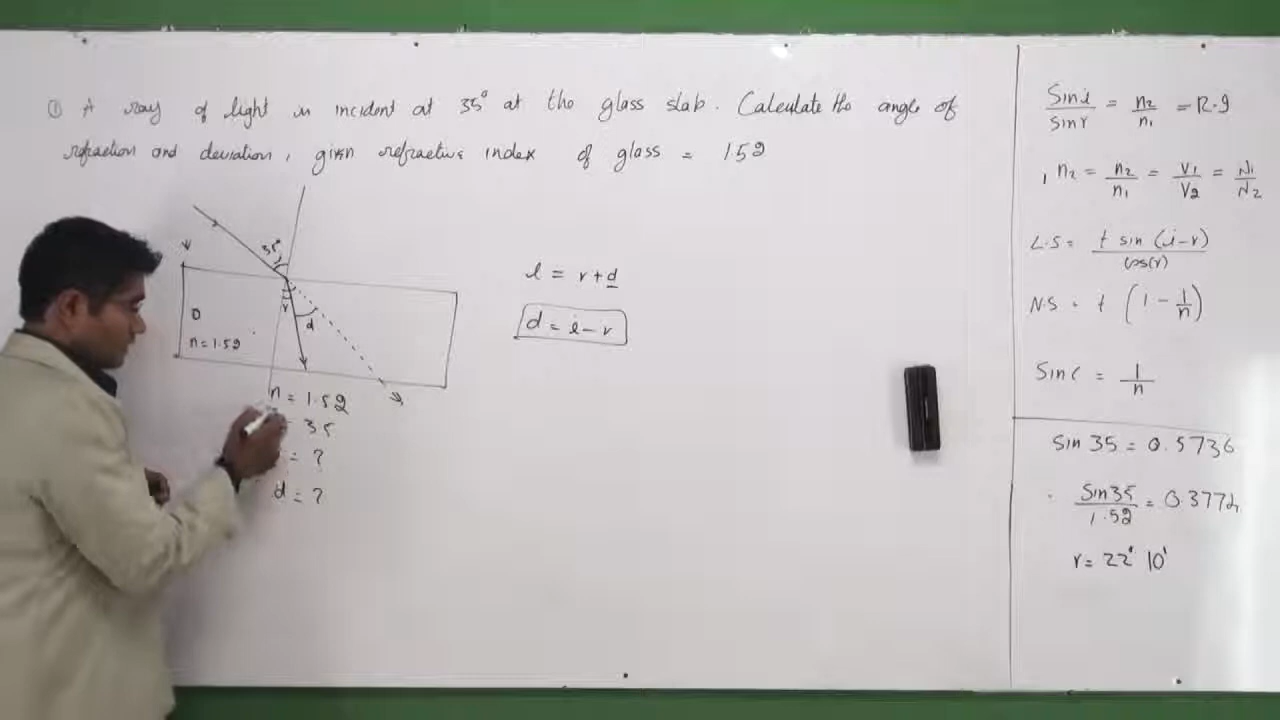 ① A ray of light is incident at 35° at the glass slab. Calculate the angle of
refraction and deviation, given refractive index of glass = 1.52
35°
r
d
0
n = 1.52
n = 1.52
= 35
= ?
d = ?
i = r + d
d = i - r
Sin i / Sin r = n2 / n1 = R.I
1 n2 = n2 / n1 = V1 / V2 = λ1 / λ2
L.S = t sin (i - r) / cos(r)
N.S = t (1 - 1/n)
Sin C = 1 / n
Sin 35 = 0.5736
Sin 35 / 1.52 = 0.3772
r = 22° 10'